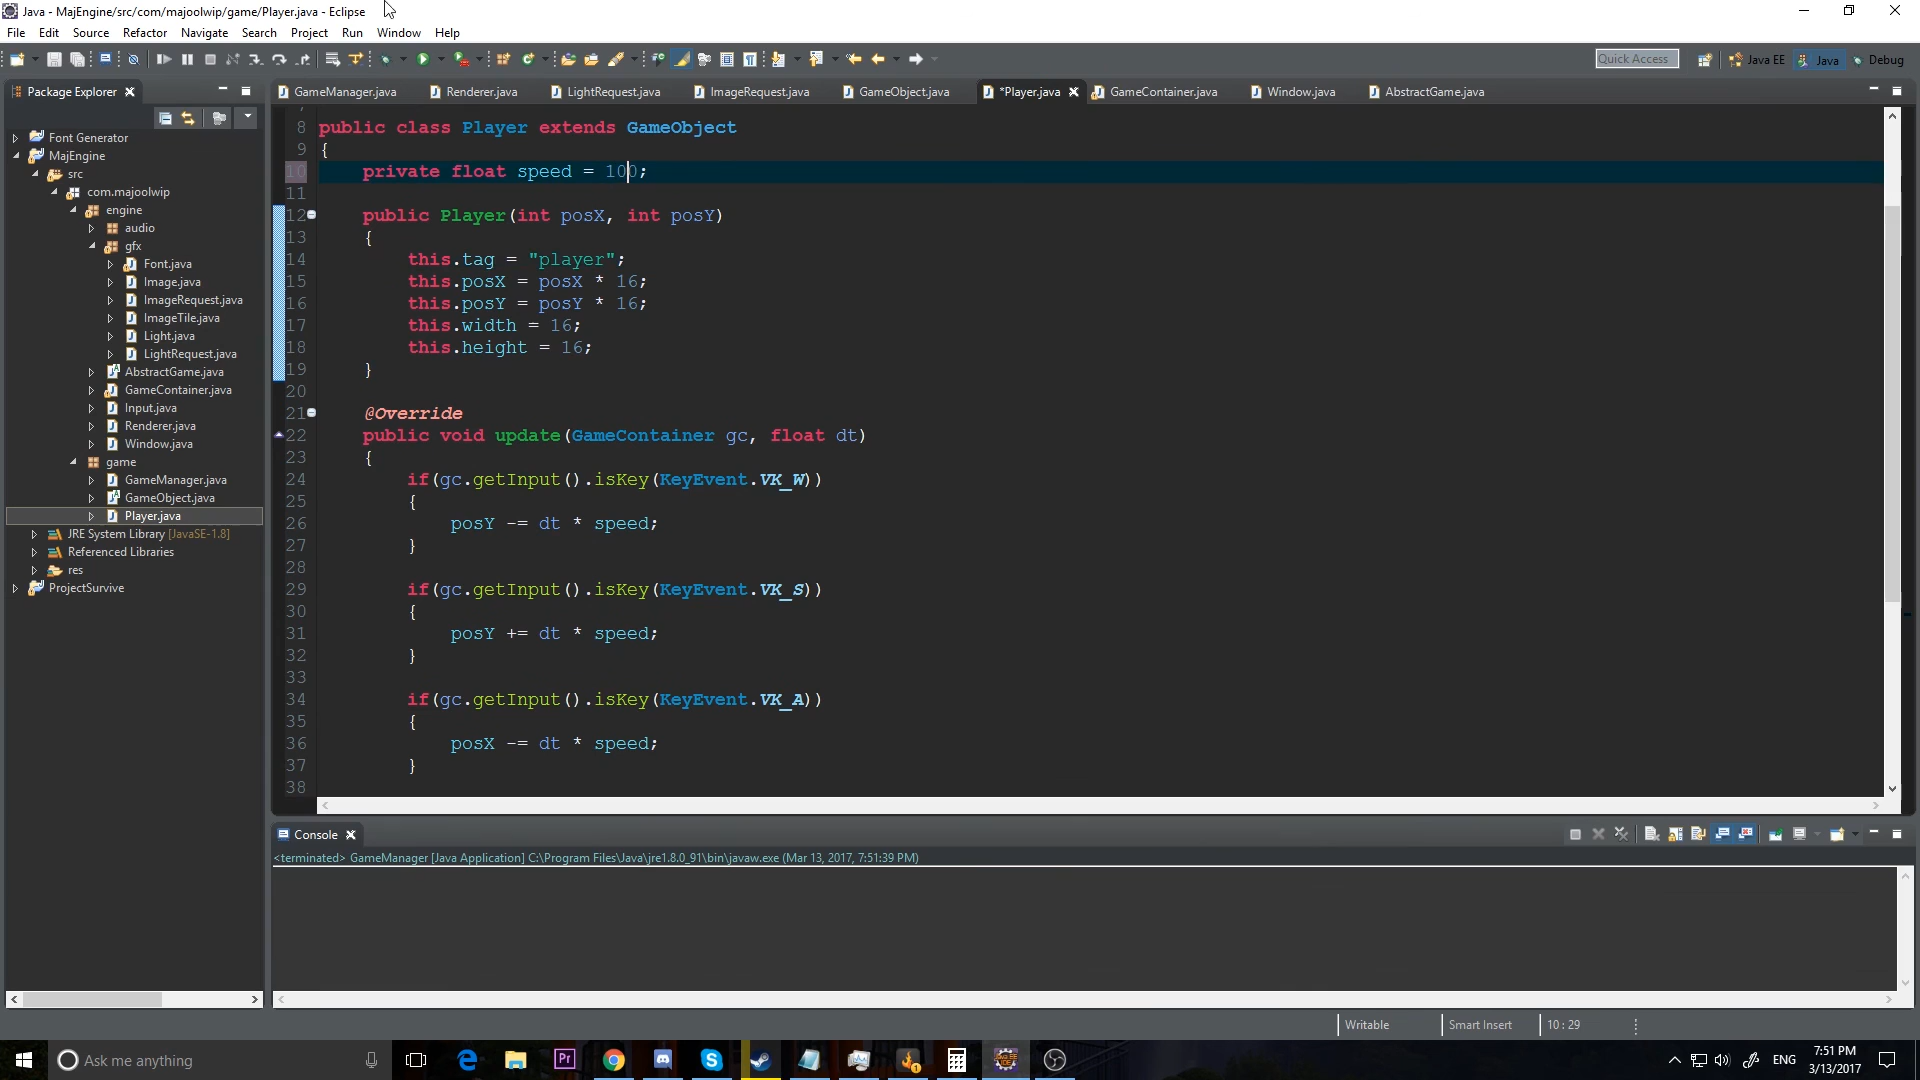 Java - MajEngine/src/com/majoolwip/game/Player.java - Eclipse
File Edit Source Refactor Navigate Search Project Run Window Help
Quick Access Java EE Java Debug
Package Explorer
GameManager.java Renderer.java LightRequest.java ImageRequest.java GameObject.java *Player.java GameContainer.java Window.java AbstractGame.java
Font Generator
MajEngine
src
com.majoolwip
engine
audio
gfx
Font.java
Image.java
ImageRequest.java
ImageTile.java
Light.java
LightRequest.java
AbstractGame.java
GameContainer.java
Input.java
Renderer.java
Window.java
game
GameManager.java
GameObject.java
Player.java
JRE System Library [JavaSE-1.8]
Referenced Libraries
res
ProjectSurvive
8 public class Player extends GameObject
9 {
10 private float speed = 100;
11
12 public Player(int posX, int posY)
13 {
14 this.tag = "player";
15 this.posX = posX * 16;
16 this.posY = posY * 16;
17 this.width = 16;
18 this.height = 16;
19 }
20
21 @Override
22 public void update(GameContainer gc, float dt)
23 {
24 if(gc.getInput().isKey(KeyEvent.VK_W))
25 {
26 posY -= dt * speed;
27 }
28
29 if(gc.getInput().isKey(KeyEvent.VK_S))
30 {
31 posY += dt * speed;
32 }
33
34 if(gc.getInput().isKey(KeyEvent.VK_A))
35 {
36 posX -= dt * speed;
37 }
38
Console
<terminated> GameManager [Java Application] C:\Program Files\Java\jre1.8.0_91\bin\javaw.exe (Mar 13, 2017, 7:51:39 PM)
Writable Smart Insert 10 : 29
Ask me anything
ENG
7:51 PM
3/13/2017